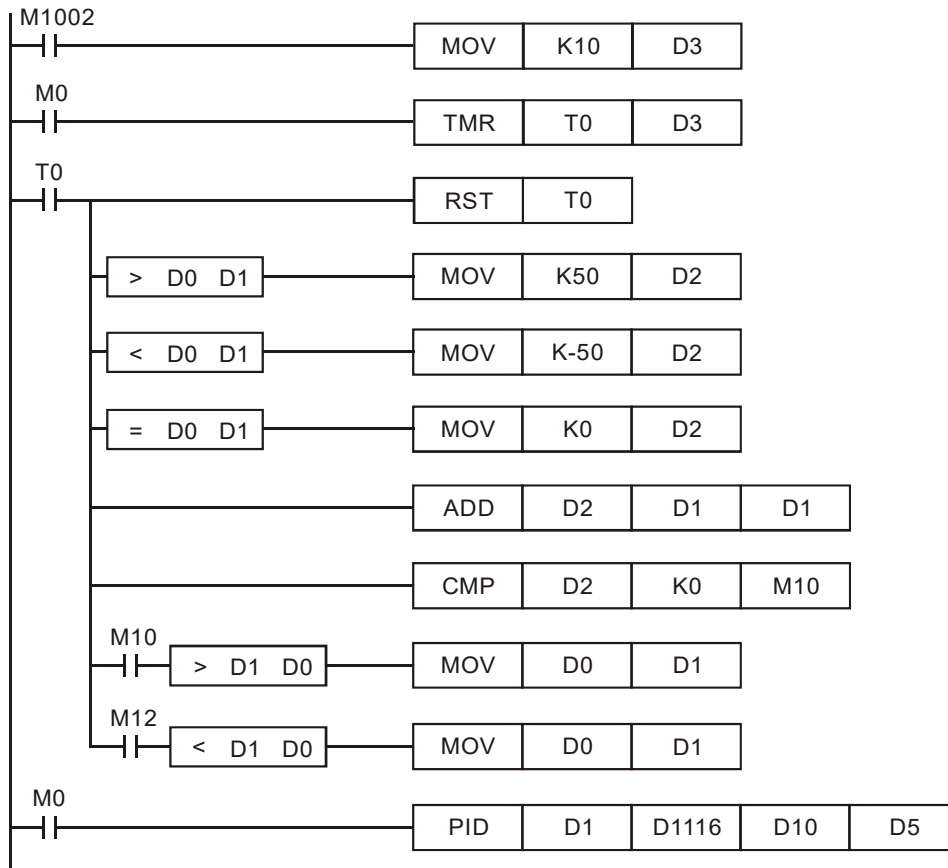 M1002
MOV K10 D3
M0
TMR T0 D3
T0
RST T0
> D0 D1 MOV K50 D2
< D0 D1 MOV K-50 D2
= D0 D1 MOV K0 D2
ADD D2 D1 D1
CMP D2 K0 M10
M10
> D1 D0 MOV D0 D1
M12
< D1 D0 MOV D0 D1
M0
PID D1 D1116 D10 D5